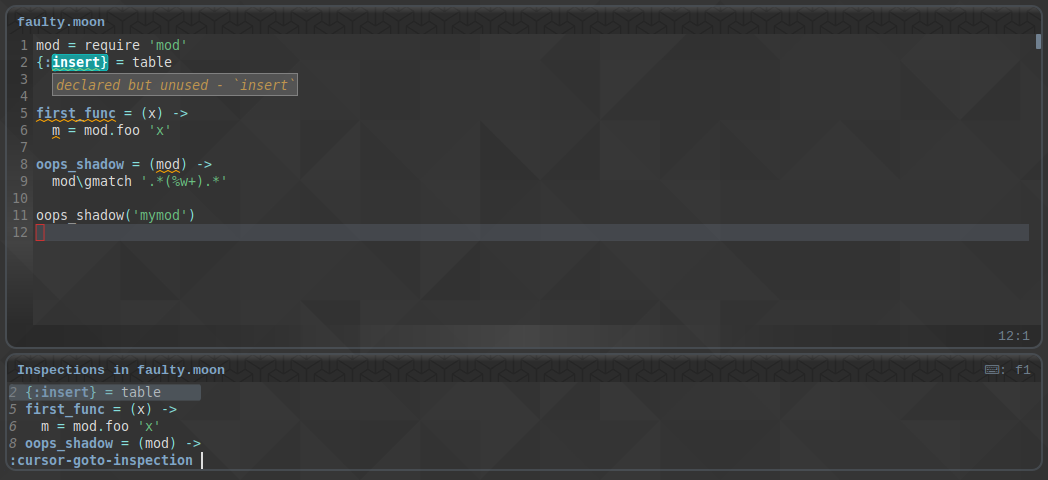 faulty.moon
1 mod = require 'mod'
2 {:insert} = table
3 declared but unused - `insert`
4
5 first_func = (x) ->
6   m = mod.foo 'x'
7
8 oops_shadow = (mod) ->
9   mod\gmatch '.*(%w+).*'
10
11 oops_shadow('mymod')
12
12:1
Inspections in faulty.moon
: f1
2 {:insert} = table
5 first_func = (x) ->
6   m = mod.foo 'x'
8 oops_shadow = (mod) ->
:cursor-goto-inspection